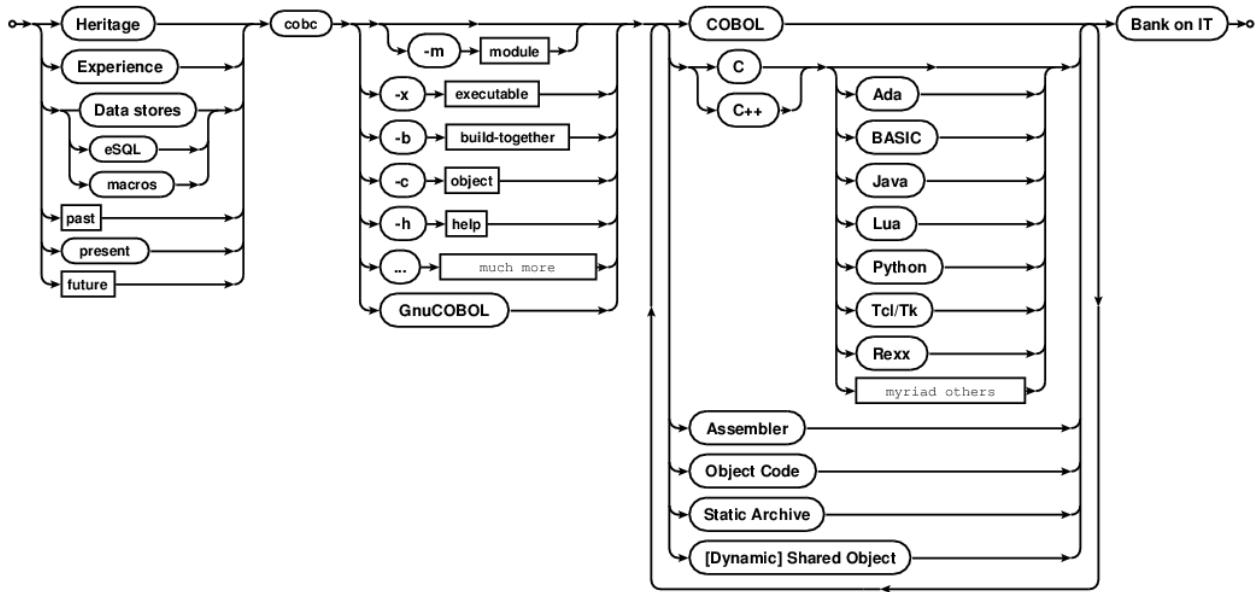 Heritage
Experience
Data stores
eSQL
macros
past
present
future
cobc
-m module
-x executable
-b build-together
-c object
-h help
... much more
GnuCOBOL
COBOL
C
C++
Ada
BASIC
Java
Lua
Python
Tcl/Tk
Rexx
myriad others
Assembler
Object Code
Static Archive
[Dynamic] Shared Object
Bank on IT